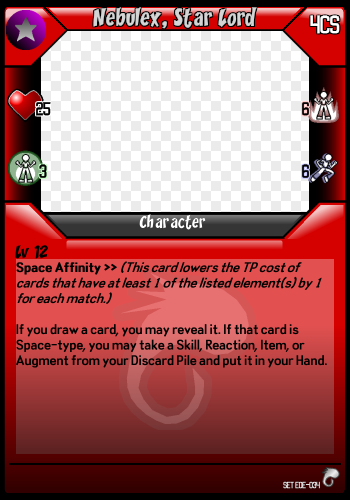 Nebulex, Star Lord
4CS
25
6
3
6
Character
Lv 12
Space Affinity >> (This card lowers the TP cost of
cards that have at least 1 of the listed element(s) by 1
for each match.)
If you draw a card, you may reveal it. If that card is
Space-type, you may take a Skill, Reaction, Item, or
Augment from your Discard Pile and put it in your Hand.
SET EOE-034